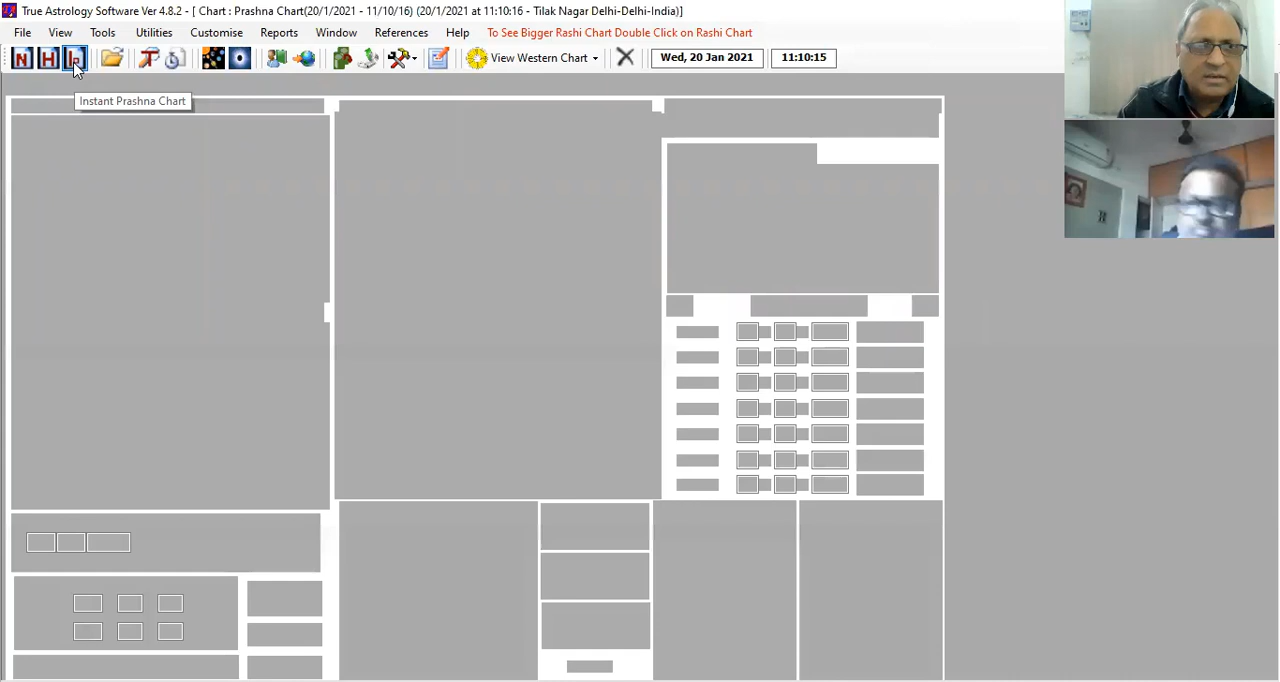 True Astrology Software Ver 4.8.2 - [ Chart : Prashna Chart(20/1/2021 - 11/10/16) (20/1/2021 at 11:10:16 - Tilak Nagar Delhi-Delhi-India)]
File View Tools Utilities Customise Reports Window References Help To See Bigger Rashi Chart Double Click on Rashi Chart
N H Ip View Western Chart Wed, 20 Jan 2021 11:10:15
Instant Prashna Chart